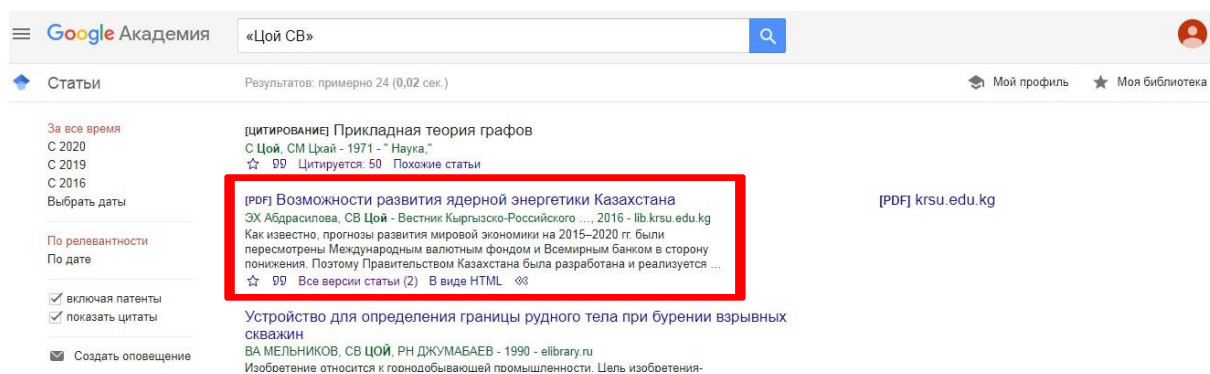 Google Академия
«Цой СВ»
Статьи
Результатов: примерно 24 (0,02 сек.)
Мой профиль
Моя библиотека
За все время
С 2020
С 2019
С 2016
Выбрать даты
По релевантности
По дате
включая патенты
показать цитаты
Создать оповещение
[ЦИТИРОВАНИЕ] Прикладная теория графов
С Цой, СМ Цхай - 1971 - " Наука,"
Цитируется: 50 Похожие статьи
[PDF] Возможности развития ядерной энергетики Казахстана
ЭХ Абдрасилова, СВ Цой - Вестник Кыргызско-Российского …, 2016 - lib.krsu.edu.kg
Как известно, прогнозы развития мировой экономики на 2015–2020 гг. были
пересмотрены Международным валютным фондом и Всемирным банком в сторону
понижения. Поэтому Правительством Казахстана была разработана и реализуется …
Все версии статьи (2) В виде HTML
[PDF] krsu.edu.kg
Устройство для определения границы рудного тела при бурении взрывных
скважин
ВА МЕЛЬНИКОВ, СВ ЦОЙ, РН ДЖУМАБАЕВ - 1990 - elibrary.ru
Изобретение относится к горнодобывающей промышленности. Цель изобретения-